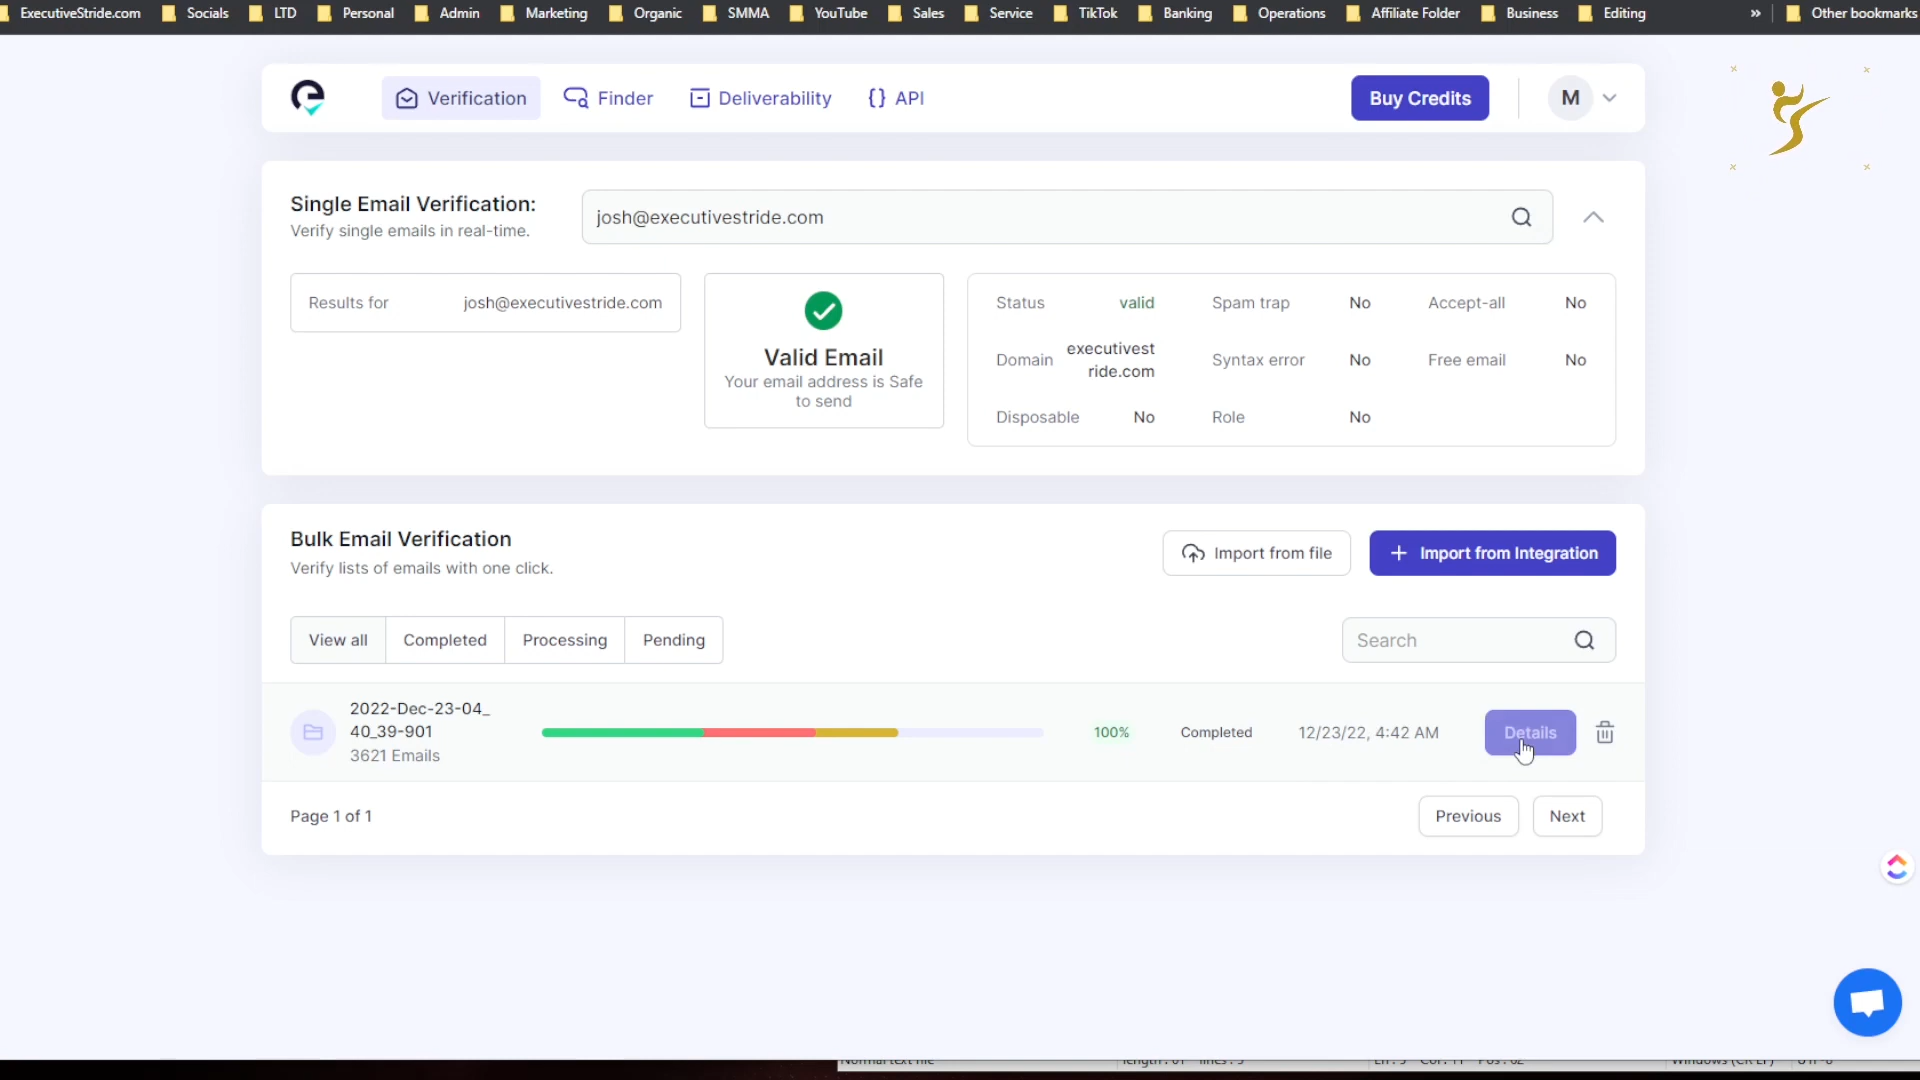 ExecutiveStride.com Socials LTD Personal Admin Marketing Organic SMMA YouTube Sales Service TikTok Banking Operations Affiliate Folder Business Editing » Other bookmarks
Verification Finder Deliverability {} API Buy Credits M
Single Email Verification:
Verify single emails in real-time.
josh@executivestride.com
Results for josh@executivestride.com
Valid Email
Your email address is Safe
to send
Status valid Spam trap No Accept-all No
Domain executivest
ride.com Syntax error No Free email No
Disposable No Role No
Bulk Email Verification
Verify lists of emails with one click.
Import from file + Import from Integration
View all Completed Processing Pending Search
2022-Dec-23-04_
40_39-901
3621 Emails
100% Completed 12/23/22, 4:42 AM Details
Page 1 of 1 Previous Next